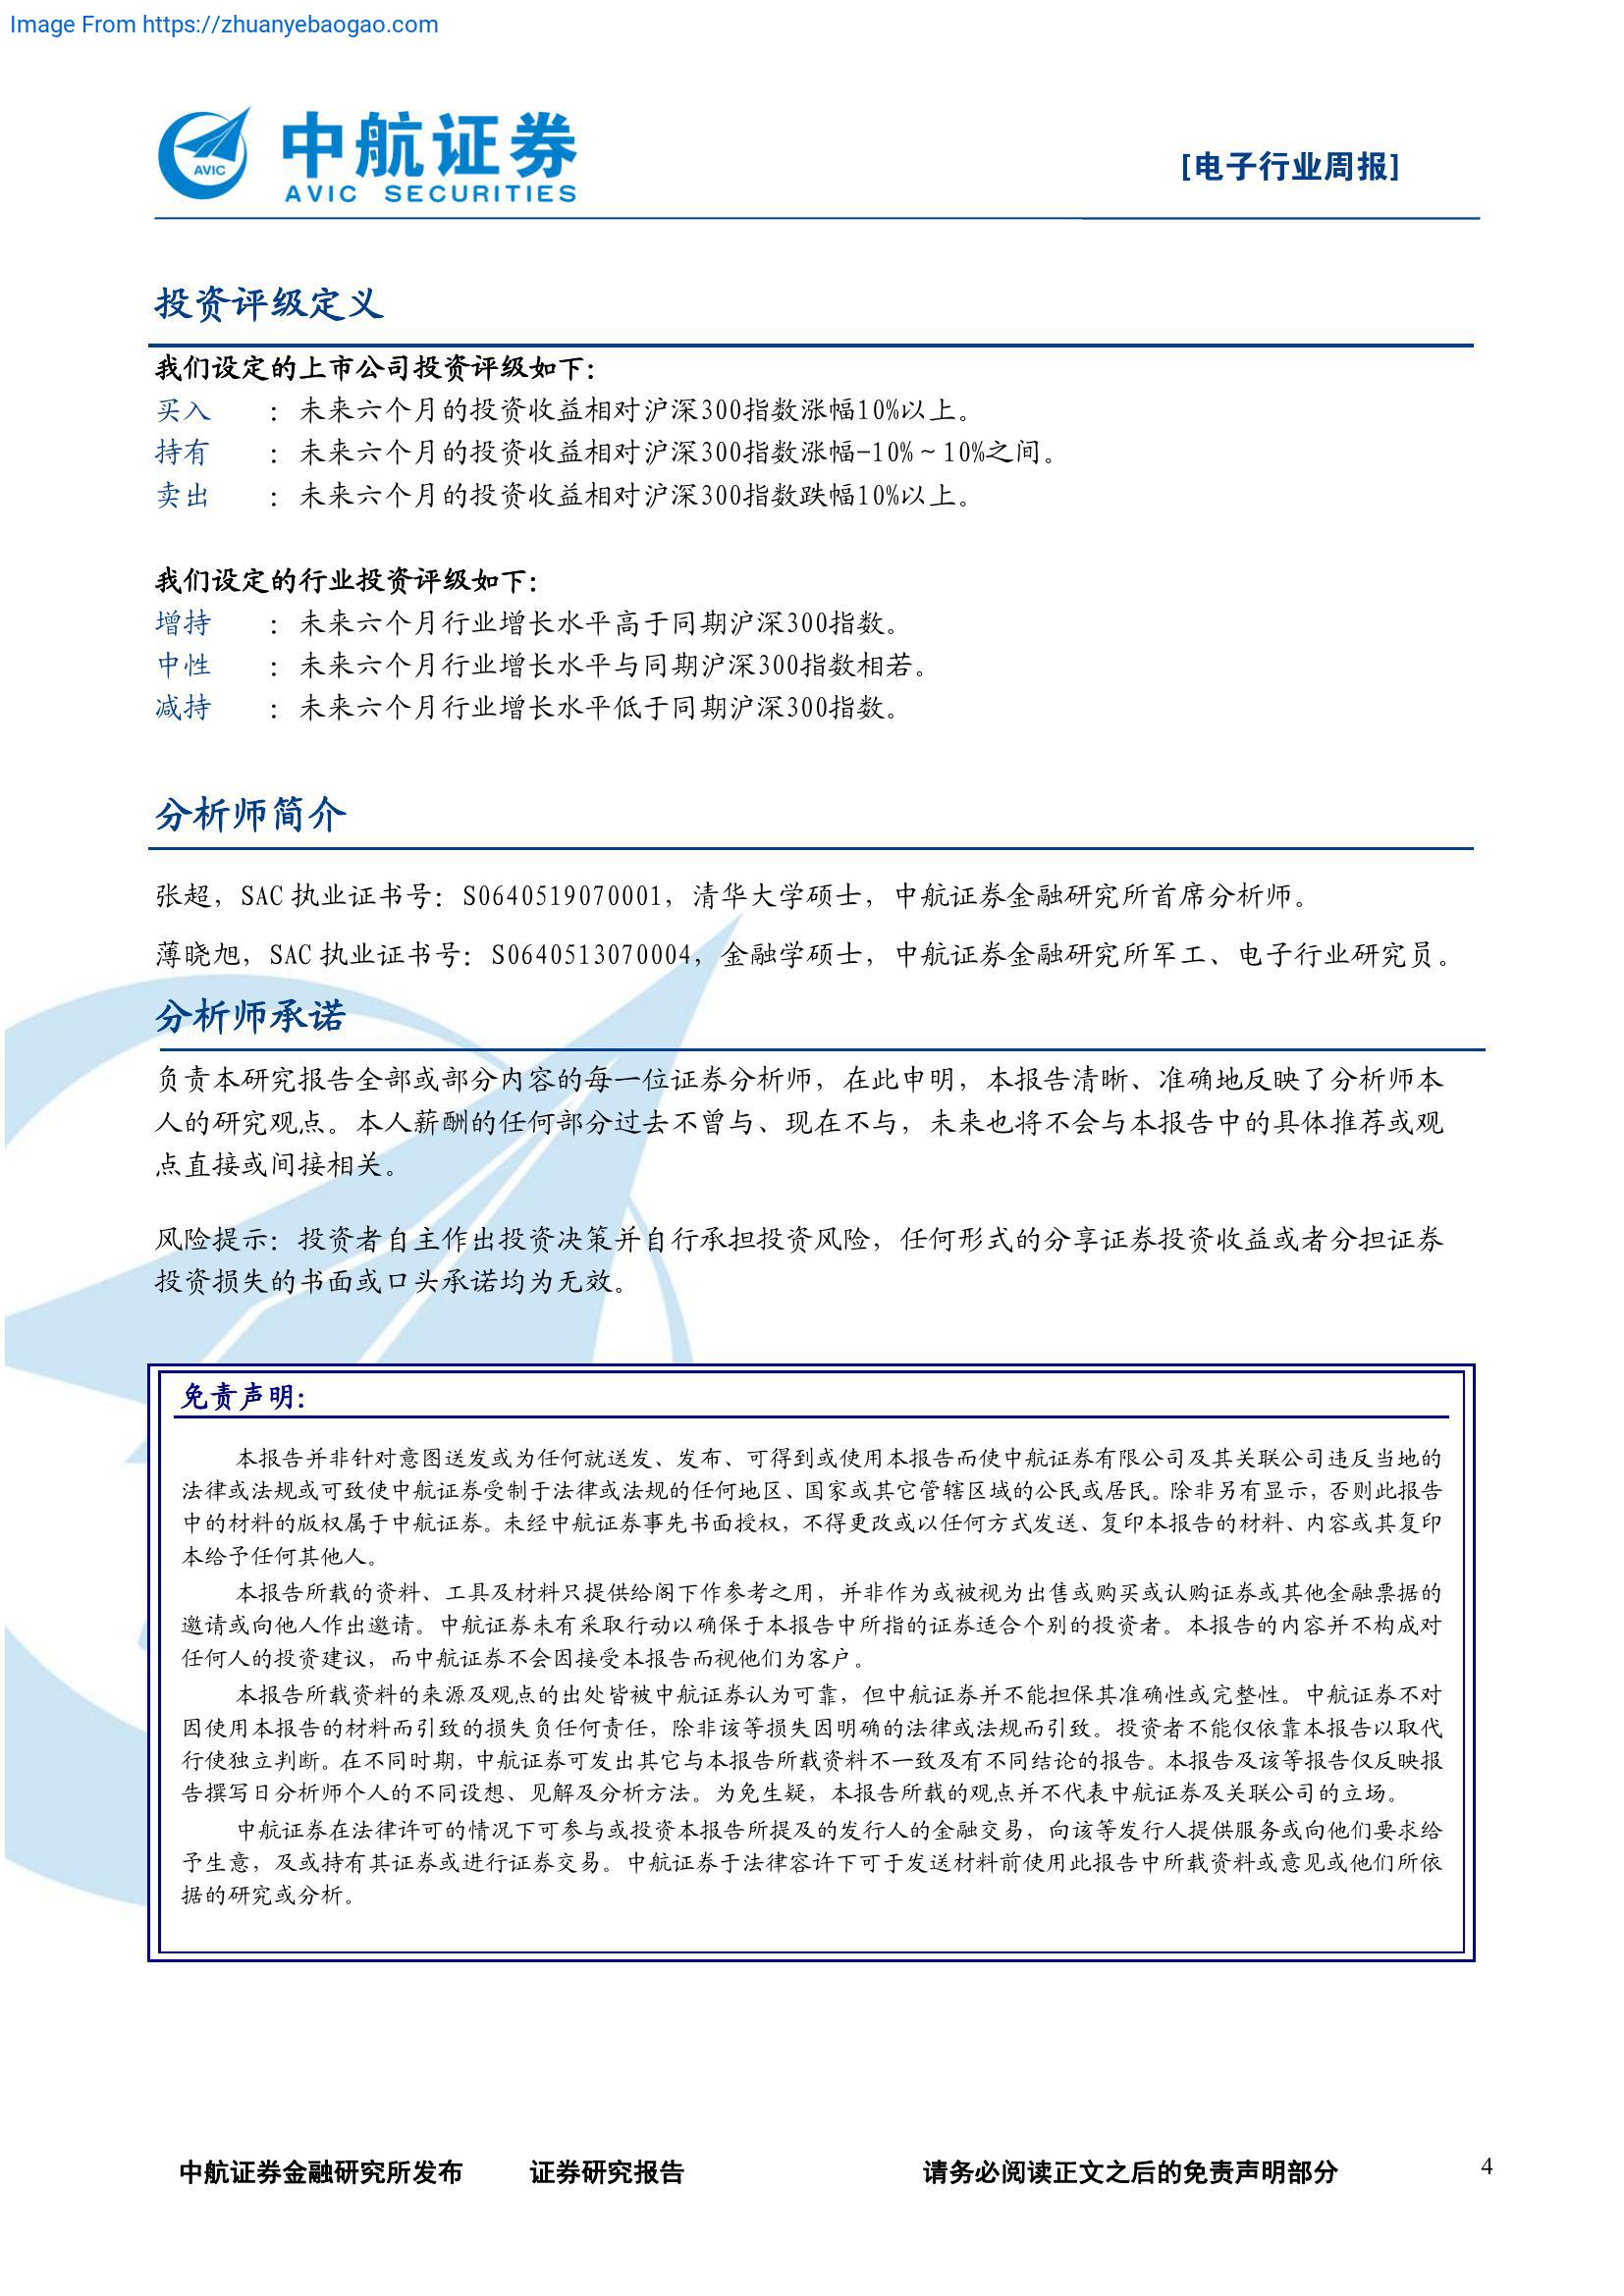 Image From https://zhuanyebaogao.com
AVIC
中航证券
AVIC SECURITIES
[电子行业周报]
投资评级定义
我们设定的上市公司投资评级如下：
买入 ：未来六个月的投资收益相对沪深300指数涨幅10%以上。
持有 ：未来六个月的投资收益相对沪深300指数涨幅-10%～10%之间。
卖出 ：未来六个月的投资收益相对沪深300指数跌幅10%以上。
我们设定的行业投资评级如下：
增持 ：未来六个月行业增长水平高于同期沪深300指数。
中性 ：未来六个月行业增长水平与同期沪深300指数相若。
减持 ：未来六个月行业增长水平低于同期沪深300指数。
分析师简介
张超，SAC 执业证书号：S0640519070001，清华大学硕士，中航证券金融研究所首席分析师。
薄晓旭，SAC 执业证书号：S0640513070004，金融学硕士，中航证券金融研究所军工、电子行业研究员。
分析师承诺
负责本研究报告全部或部分内容的每一位证券分析师，在此申明，本报告清晰、准确地反映了分析师本
人的研究观点。本人薪酬的任何部分过去不曾与、现在不与，未来也将不会与本报告中的具体推荐或观
点直接或间接相关。
风险提示：投资者自主作出投资决策并自行承担投资风险，任何形式的分享证券投资收益或者分担证券
投资损失的书面或口头承诺均为无效。
免责声明：
本报告并非针对意图送发或为任何就送发、发布、可得到或使用本报告而使中航证券有限公司及其关联公司违反当地的
法律或法规或可致使中航证券受制于法律或法规的任何地区、国家或其它管辖区域的公民或居民。除非另有显示，否则此报告
中的材料的版权属于中航证券。未经中航证券事先书面授权，不得更改或以任何方式发送、复印本报告的材料、内容或其复印
本给予任何其他人。
本报告所载的资料、工具及材料只提供给阁下作参考之用，并非作为或被视为出售或购买或认购证券或其他金融票据的
邀请或向他人作出邀请。中航证券未有采取行动以确保于本报告中所指的证券适合个别的投资者。本报告的内容并不构成对
任何人的投资建议，而中航证券不会因接受本报告而视他们为客户。
本报告所载资料的来源及观点的出处皆被中航证券认为可靠，但中航证券并不能担保其准确性或完整性。中航证券不对
因使用本报告的材料而引致的损失负任何责任，除非该等损失因明确的法律或法规而引致。投资者不能仅依靠本报告以取代
行使独立判断。在不同时期，中航证券可发出其它与本报告所载资料不一致及有不同结论的报告。本报告及该等报告仅反映报
告撰写日分析师个人的不同设想、见解及分析方法。为免生疑，本报告所载的观点并不代表中航证券及关联公司的立场。
中航证券在法律许可的情况下可参与或投资本报告所提及的发行人的金融交易，向该等发行人提供服务或向他们要求给
予生意，及或持有其证券或进行证券交易。中航证券于法律容许下可于发送材料前使用此报告中所载资料或意见或他们所依
据的研究或分析。
中航证券金融研究所发布 证券研究报告 请务必阅读正文之后的免责声明部分 4